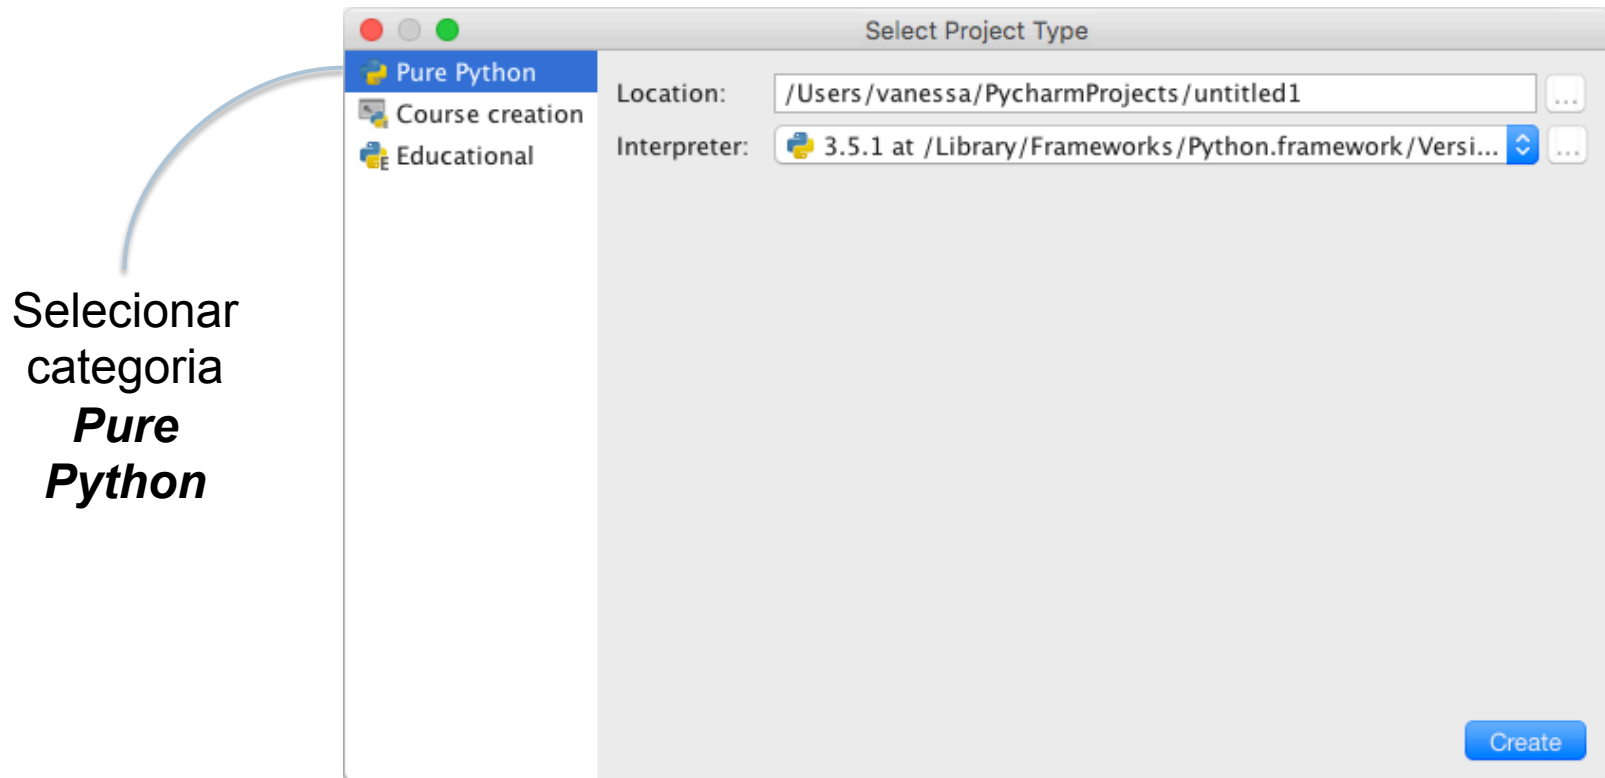 Select Project Type
Pure Python
Course creation
Educational
Location:
/Users/vanessa/PycharmProjects/untitled1
...
Interpreter:
3.5.1 at /Library/Frameworks/Python.framework/Versi...
...
Selecionar
categoria
Pure
Python
Create